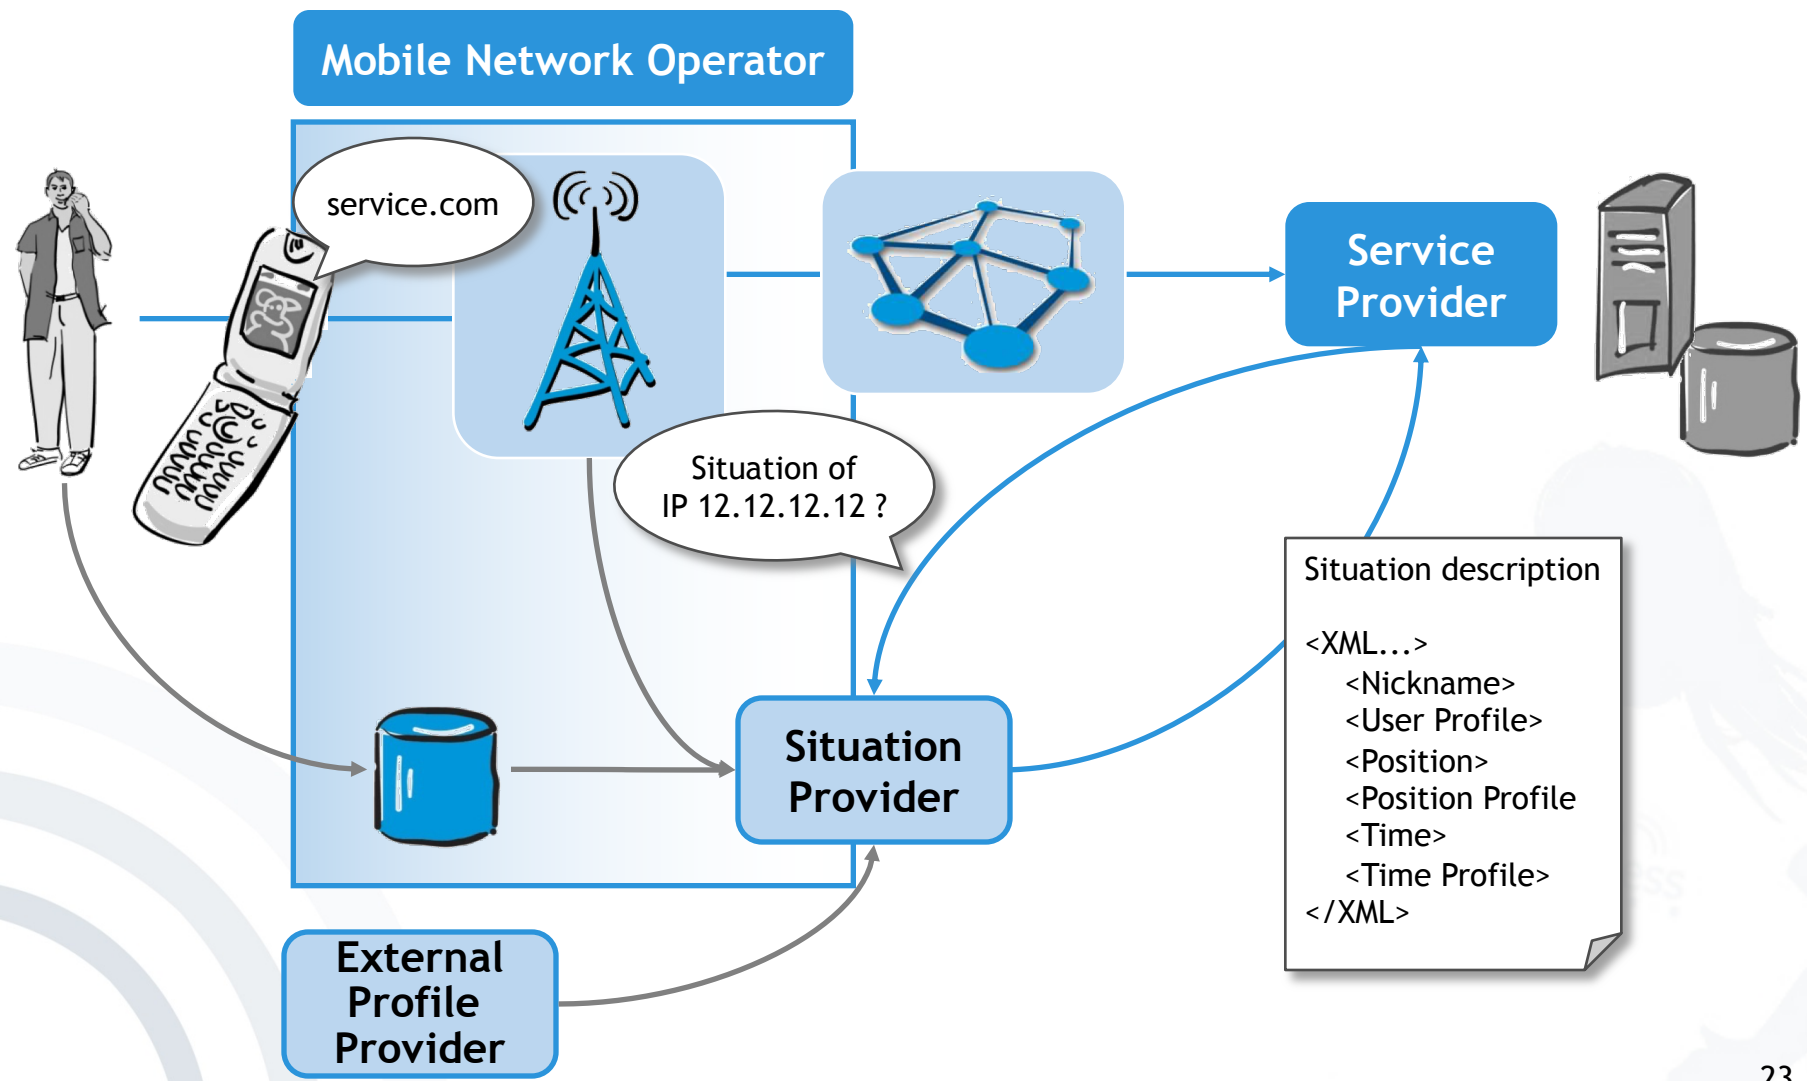 Mobile Network Operator
service.com
Service
Provider
Situation of
IP 12.12.12.12 ?
Situation description
<XML...>
<Nickname>
<User Profile>
<Position>
<Position Profile
<Time>
<Time Profile>
</XML>
Situation
Provider
External
Profile
Provider
23